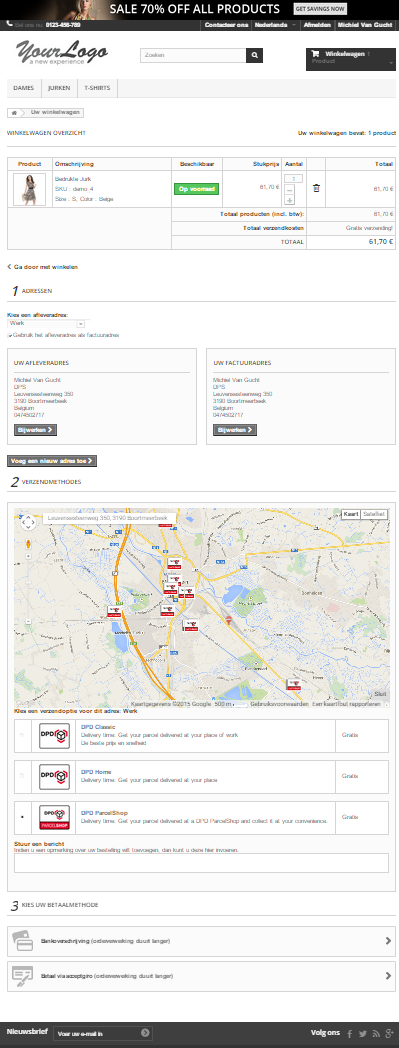 SALE 70% OFF ALL PRODUCTS GET SAVINGS NOW
Bel ons nu: 0123-456-789 Contacteer ons Nederlands Afmelden Michiel Van Gucht
YourLogo
a new experience
Zoeken
Winkelwagen 1
Product
DAMES JURKEN T-SHIRTS
Uw winkelwagen
WINKELWAGEN OVERZICHT Uw winkelwagen bevat: 1 product
Product Omschrijving Beschikbaar Stukprijs Aantal Totaal
Bedrukte Jurk
SKU : demo_4
Size : S, Color : Beige
Op voorraad
61,70 €
1
61,70 €
Totaal producten (incl. btw): 61,70 €
Totaal verzendkosten Gratis verzending!
TOTAAL 61,70 €
Ga door met winkelen
1 ADRESSEN
Kies een afleveradres:
Werk
Gebruik het afleveradres als factuuradres
UW AFLEVERADRES
Michiel Van Gucht
DPS
Leuvensesteenweg 350
3190 Boortmeerbeek
Belgium
0474502717
Bijwerken
UW FACTUURADRES
Michiel Van Gucht
DPS
Leuvensesteenweg 350
3190 Boortmeerbeek
Belgium
0474502717
Bijwerken
Voeg een nieuw adres toe
2 VERZENDMETHODES
Leuvensesteenweg 350, 3190 Boortmeerbeek
Kaart Satelliet
Sluit
Kaartgegevens ©2015 Google 500 m Gebruiksvoorwaarden Een kaartfout rapporteren
Kies een verzendoptie voor dit adres: Werk
DPD
DPD Classic
Delivery time: Get your parcel delivered at your place of work
De beste prijs en snelheid
Gratis
DPD
DPD Home
Delivery time: Get your parcel delivered at your place
Gratis
DPD
PARCELSHOP
DPD ParcelShop
Delivery time: Get your parcel delivered at a DPD ParcelShop and collect it at your convenience.
Gratis
Stuur een bericht
Indien u een opmerking over uw bestelling wilt toevoegen, dan kunt u deze hier invoeren.
3 KIES UW BETAALMETHODE
Bankoverschrijving (orderverwerking duurt langer)
Betaal via acceptgiro (orderverwerking duurt langer)
Nieuwsbrief Voer uw e-mail in Volg ons